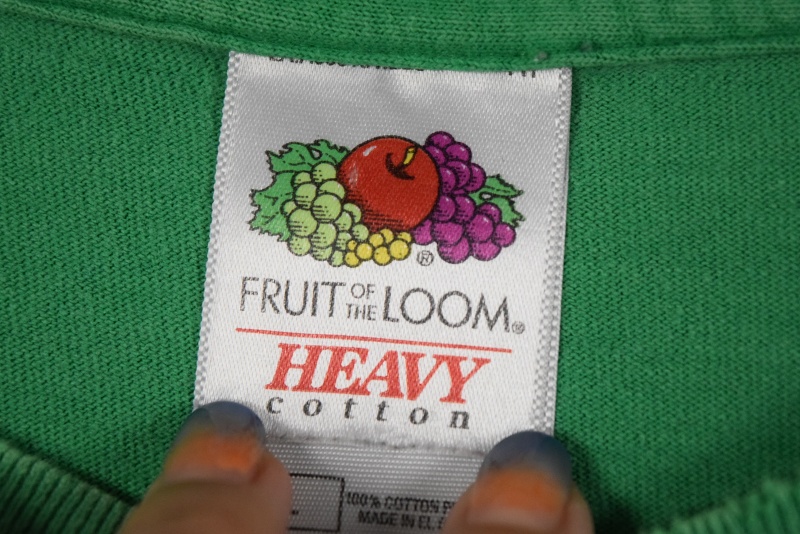 ®
FRUIT OF THE LOOM®
HEAVY
cotton
100% COTTON
MADE IN EL